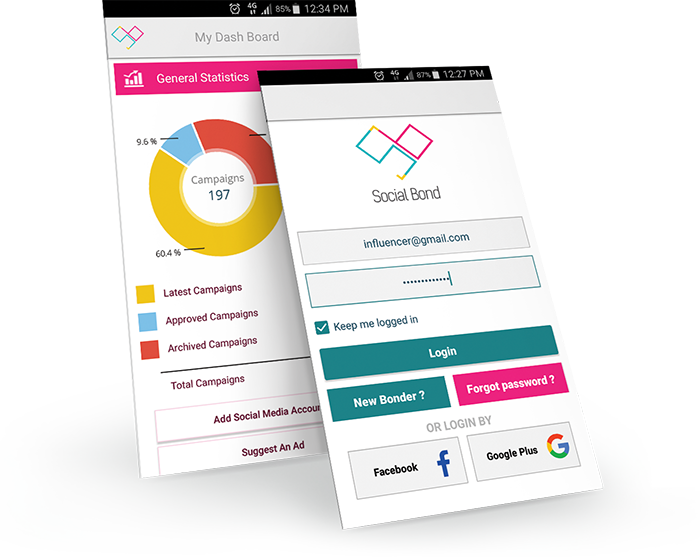 4G 85% 12:34 PM
My Dash Board
General Statistics
9.6 %
Campaigns
197
60.4 %
Latest Campaigns
Approved Campaigns
Archived Campaigns
Total Campaigns
Add Social Media Accoun
Suggest An Ad
4G 87% 12:27 PM
Social Bond
influencer@gmail.com
Keep me logged in
Login
New Bonder ?
Forgot password ?
OR LOGIN BY
Facebook
Google Plus